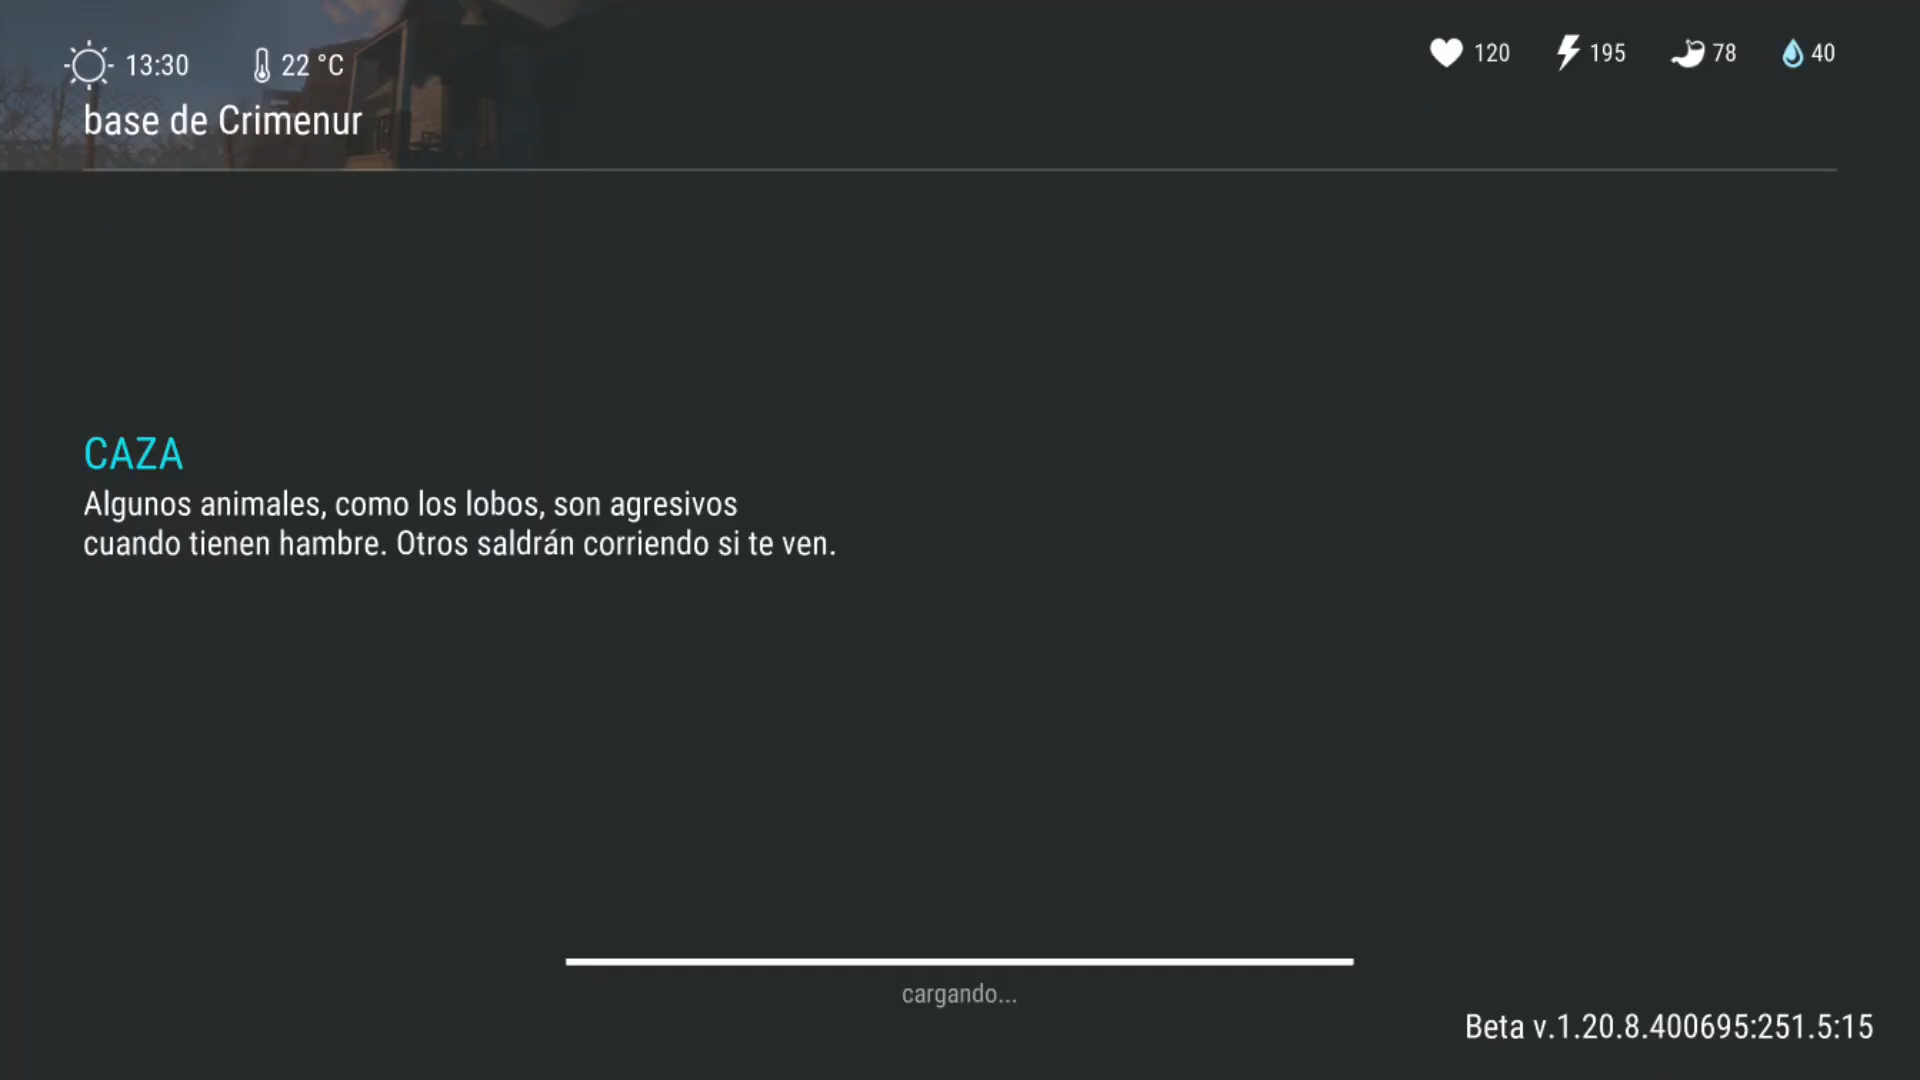 13:30
22 °C
120
195
78
40
base de Crimenur
CAZA
Algunos animales, como los lobos, son agresivos
cuando tienen hambre. Otros saldrán corriendo si te ven.
cargando...
Beta v.1.20.8.400695:251.5:15